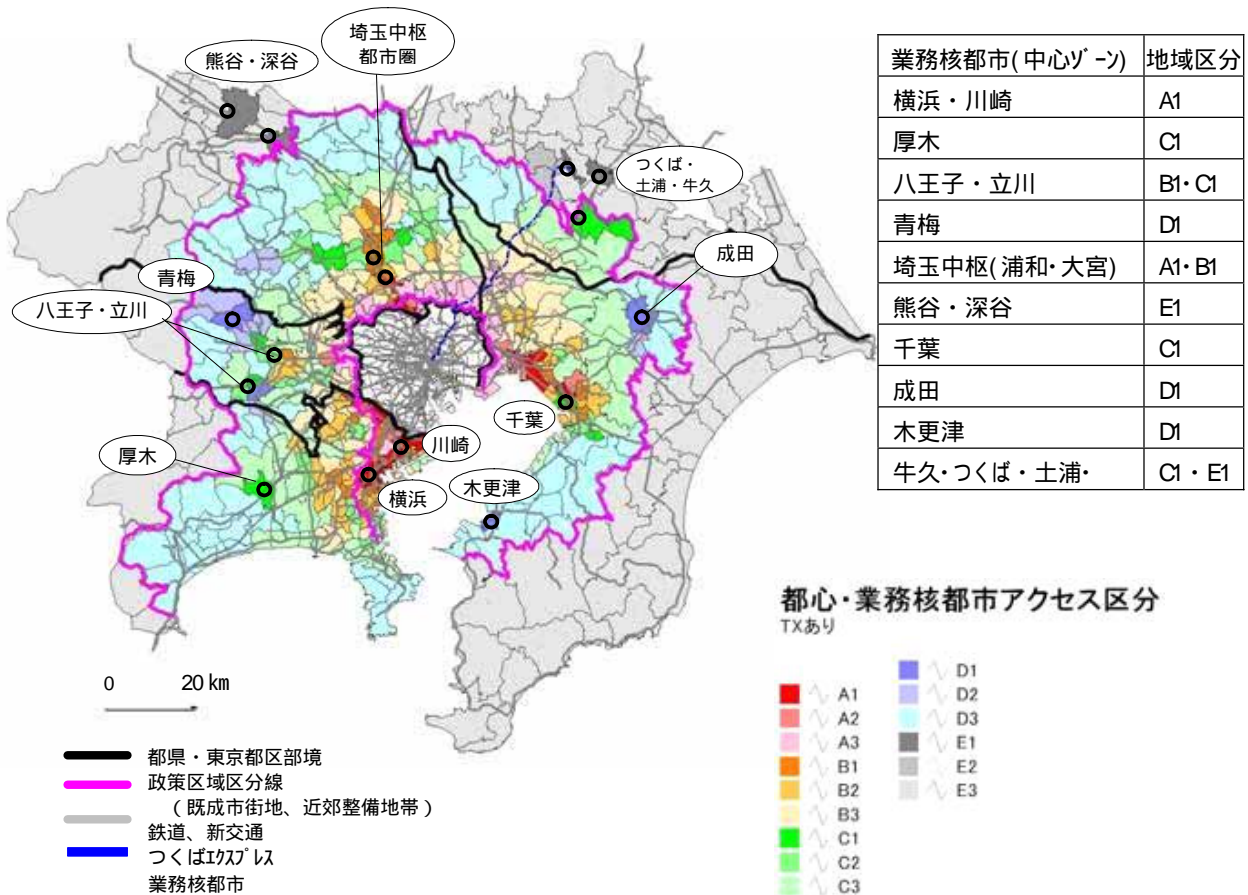 埼玉中枢
都市圏
熊谷・深谷
つくば・
土浦・牛久
成田
青梅
八王子・立川
千葉
川崎
厚木
横浜
木更津
業務核都市(中心ゾーン) 地域区分
横浜・川崎 A1
厚木 C1
八王子・立川 B1・C1
青梅 D1
埼玉中枢(浦和・大宮) A1・B1
熊谷・深谷 E1
千葉 C1
成田 D1
木更津 D1
牛久・つくば・土浦・ C1・E1
0 20 km
都県・東京都区部境
政策区域区分線
(既成市街地、近郊整備地帯)
鉄道、新交通
つくばエクスプレス
業務核都市
都心・業務核都市アクセス区分
TXあり
A1
A2
A3
B1
B2
B3
C1
C2
C3
D1
D2
D3
E1
E2
E3